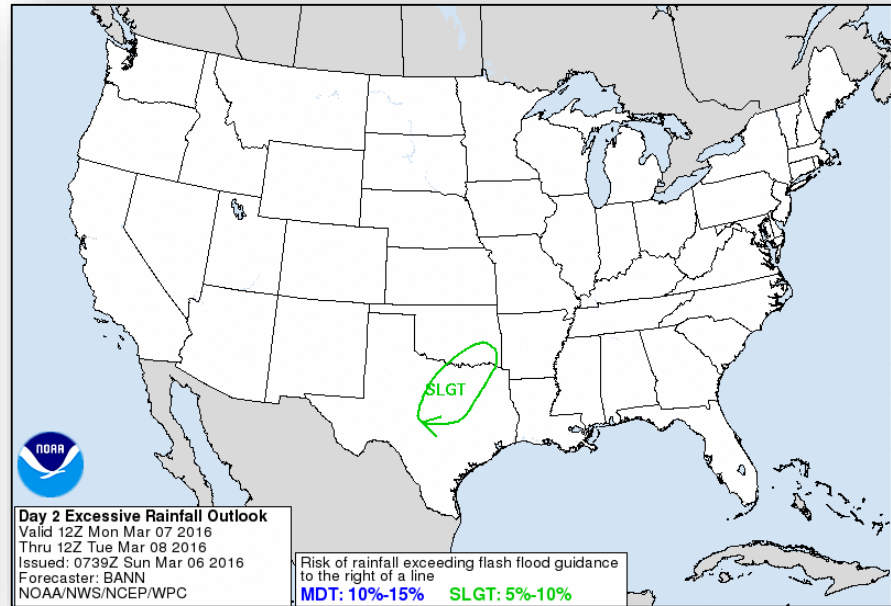 SLGT
NOAA
Day 2 Excessive Rainfall Outlook
Valid 12Z Mon Mar 07 2016
Thru 12Z Tue Mar 08 2016
Issued: 0739Z Sun Mar 06 2016
Forecaster: BANN
NOAA/NWS/NCEP/WPC
Risk of rainfall exceeding flash flood guidance
to the right of a line
MDT: 10%-15% SLGT: 5%-10%